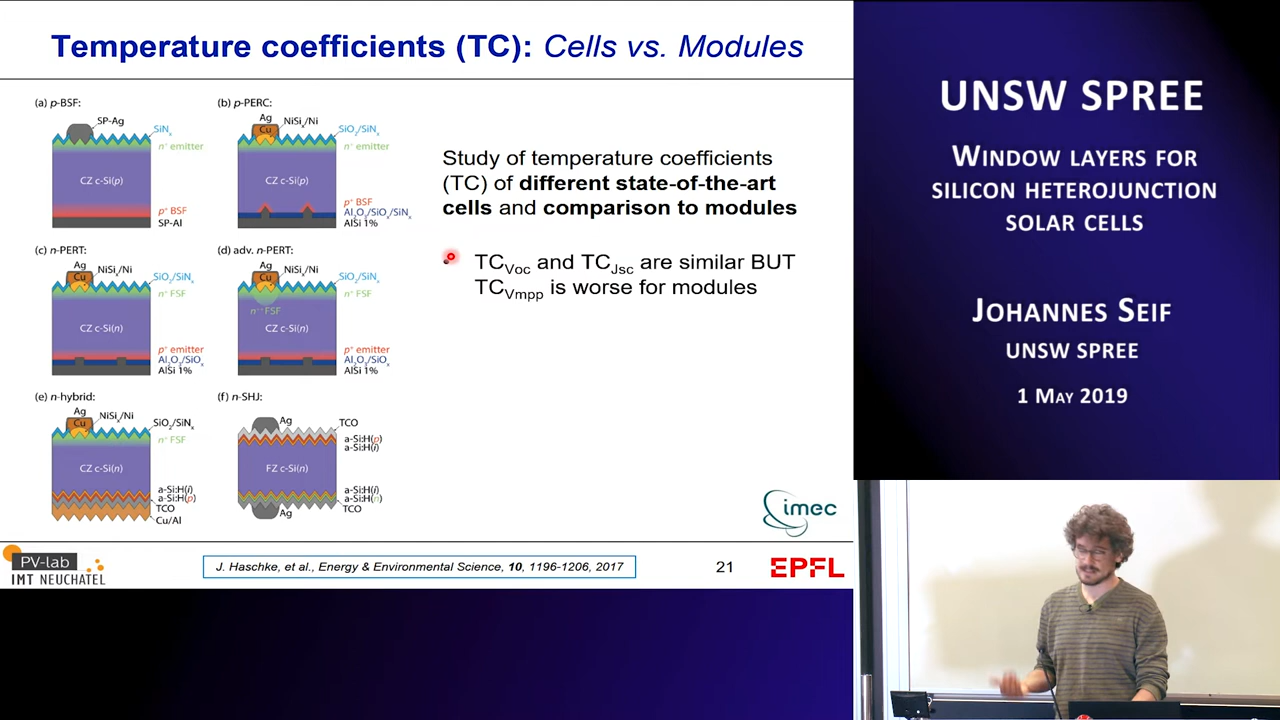 Temperature coefficients (TC): Cells vs. Modules
(a) p-BSF:
SP-Ag
SiNx
n+ emitter
CZ c-Si(p)
p+ BSF
SP-Al
(b) p-PERC:
Ag
NiSix/Ni
Cu
SiO2/SiNx
n+ emitter
CZ c-Si(p)
p+ BSF
Al2O3/SiOx/SiNx
AlSi 1%
(c) n-PERT:
Ag
NiSix/Ni
Cu
SiO2/SiNx
n+ FSF
CZ c-Si(n)
p+ emitter
Al2O3/SiOx
AlSi 1%
(d) adv. n-PERT:
Ag
NiSix/Ni
Cu
SiO2/SiNx
n+ FSF
n++ FSF
CZ c-Si(n)
p+ emitter
Al2O3/SiOx
AlSi 1%
(e) n-hybrid:
Ag
NiSix/Ni
Cu
SiO2/SiNx
n+ FSF
CZ c-Si(n)
a-Si:H(i)
a-Si:H(p)
TCO
Cu/Al
(f) n-SHJ:
Ag
TCO
a-Si:H(p)
a-Si:H(i)
FZ c-Si(n)
a-Si:H(i)
a-Si:H(n)
TCO
Ag
Study of temperature coefficients
(TC) of different state-of-the-art
cells and comparison to modules
TCVoc and TCJsc are similar BUT
TCVmpp is worse for modules
imec
PV-lab
IMT NEUCHATEL
J. Haschke, et al., Energy & Environmental Science, 10, 1196-1206, 2017
21
EPFL
UNSW SPREE
WINDOW LAYERS FOR
SILICON HETEROJUNCTION
SOLAR CELLS
JOHANNES SEIF
UNSW SPREE
1 MAY 2019